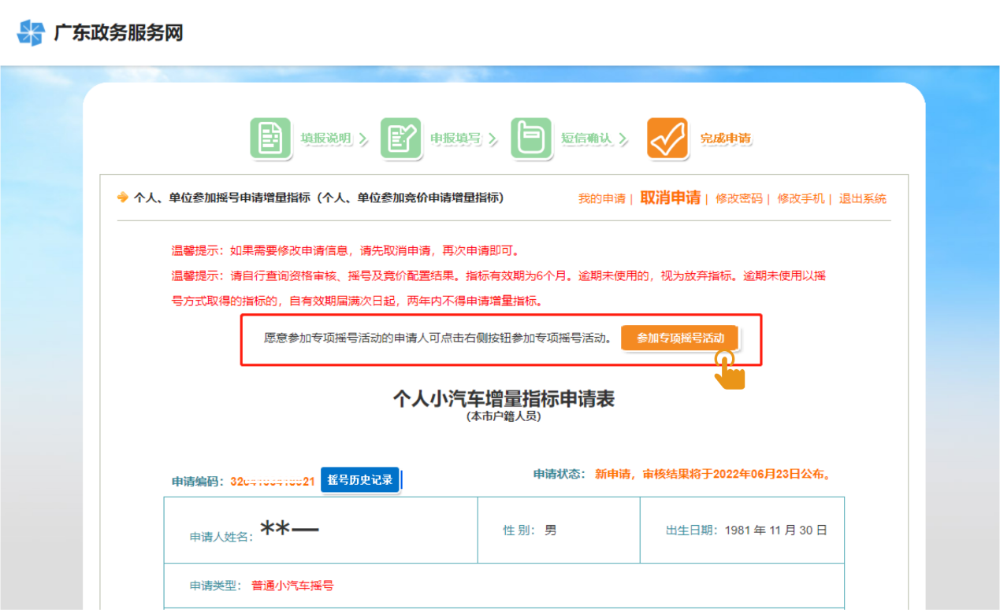 广东政务服务网
填报说明 申报填写 短信确认 完成申请
个人、单位参加摇号申请增量指标（个人、单位参加竞价申请增量指标） 我的申请 | 取消申请 | 修改密码 | 修改手机 | 退出系统
温馨提示：如果需要修改申请信息，请先取消申请，再次申请即可。
温馨提示：请自行查询资格审核、摇号及竞价配置结果。指标有效期为6个月。逾期未使用的，视为放弃指标。逾期未使用以摇
号方式取得的指标的，自有效期届满次日起，两年内不得申请增量指标。
愿意参加专项摇号活动的申请人可点击右侧按钮参加专项摇号活动。 参加专项摇号活动
个人小汽车增量指标申请表
(本市户籍人员)
申请编码： 摇号历史记录 申请状态： 新申请，审核结果将于2022年06月23日公布。
申请人姓名：**一 性 别： 男 出生日期：1981 年 11 月 30 日
申请类型： 普通小汽车摇号